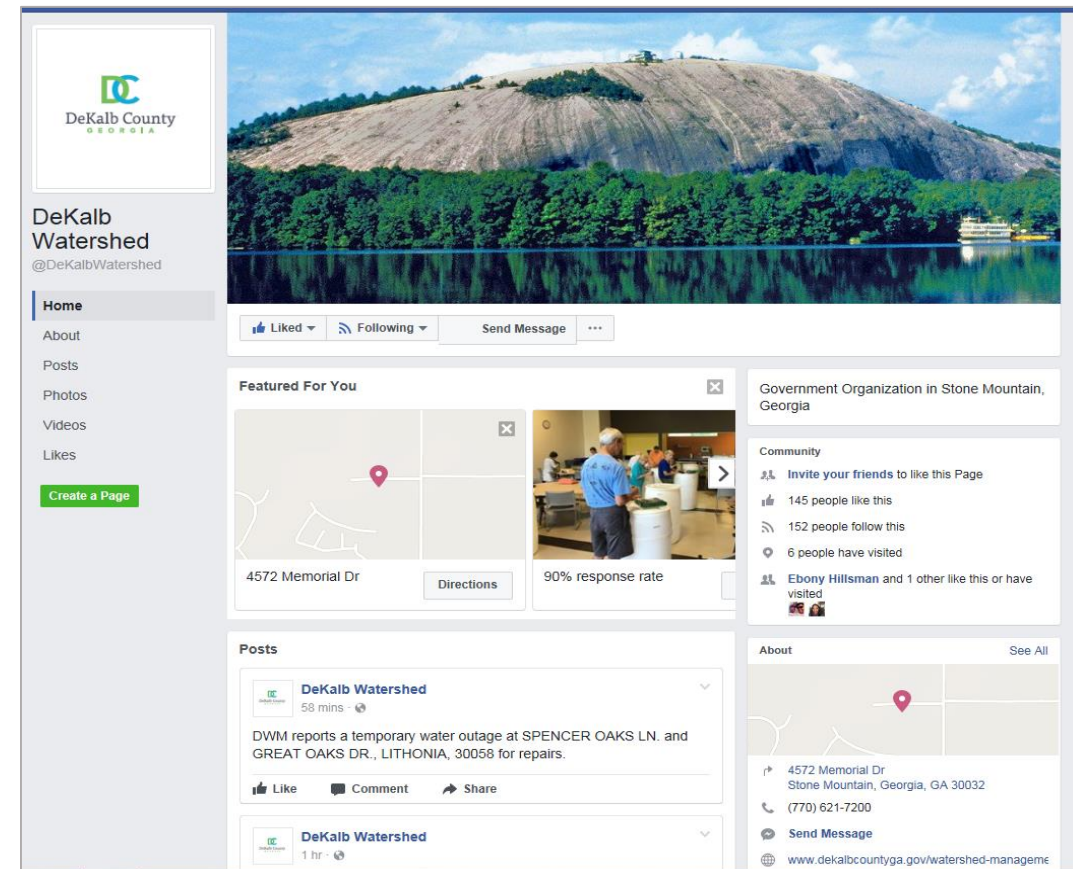 DC
DeKalb County
GEORGIA
DeKalb
Watershed
@DeKalbWatershed
Home
About
Posts
Photos
Videos
Likes
Create a Page
Liked
Following
Send Message
...
Featured For You
4572 Memorial Dr
Directions
90% response rate
Posts
DeKalb Watershed
58 mins ·
DWM reports a temporary water outage at SPENCER OAKS LN. and
GREAT OAKS DR., LITHONIA, 30058 for repairs.
Like Comment Share
DeKalb Watershed
1 hr ·
Government Organization in Stone Mountain,
Georgia
Community
Invite your friends to like this Page
145 people like this
152 people follow this
6 people have visited
Ebony Hillsman and 1 other like this or have
visited
About See All
4572 Memorial Dr
Stone Mountain, Georgia, GA 30032
(770) 621-7200
Send Message
www.dekalbcountyga.gov/watershed-manageme